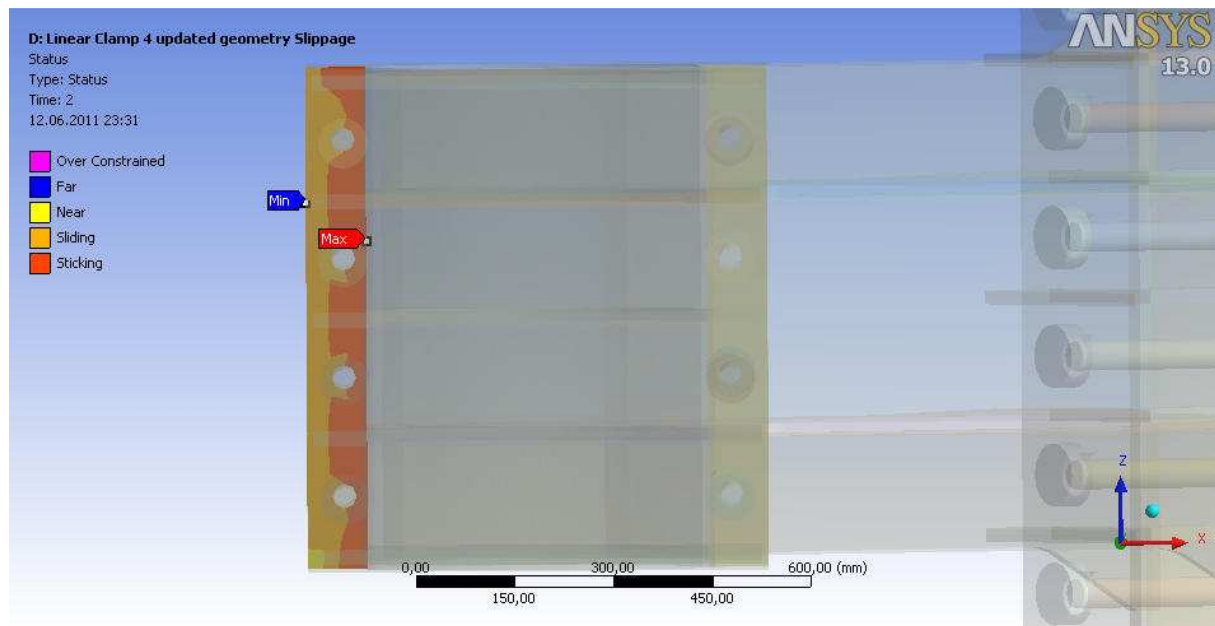 D: Linear Clamp 4 updated geometry Slippage
Status
Type: Status
Time: 2
12.06.2011 23:31
Over Constrained
Far
Near
Sliding
Sticking
ANSYS
13.0
Min
Max
Z
X
0,00 300,00 600,00 (mm)
150,00 450,00